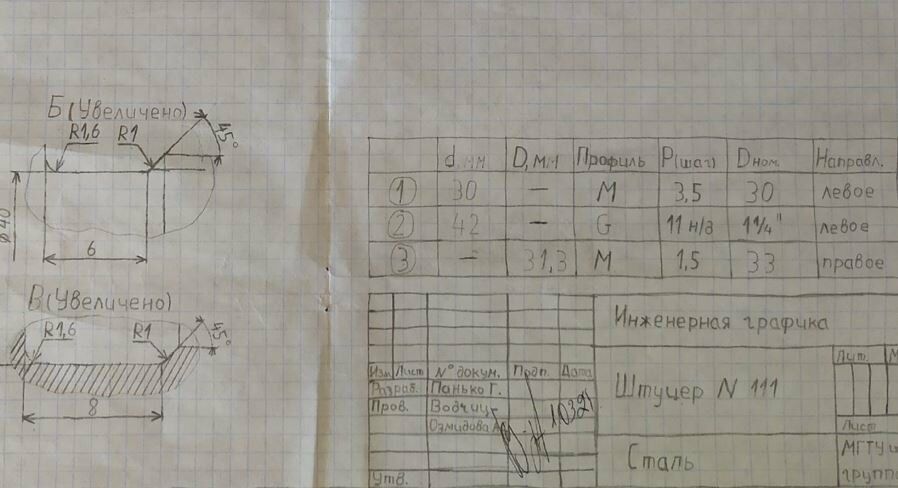 Б (Увеличено)
R1,6 R1 45°
ø40
6
В (Увеличено)
R1,6 R1 45°
8
d, мм D, мм Профиль P(шаг) Dном. Направл.
1 30 — М 3,5 30 левое
2 42 — G 11 н/д 1 1/4" левое
3 — 31,3 М 1,5 33 правое
Инженерная графика
Изм Лист N° докум. Подп. Дата
Разраб. Панько Г.
Пров.
Озмидова А
Утв.
Штуцер N 111
Сталь
Лит.
Лист
МГТУ
групп